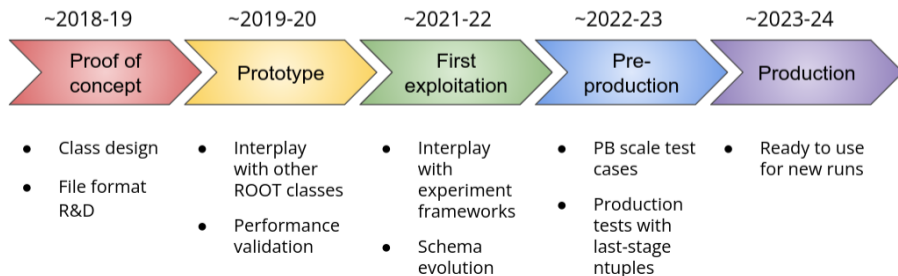 ~2018-19
~2019-20
~2021-22
~2022-23
2023-24
Proof of
concept
Prototype
First
exploitation
Pre-
production
Production
● Class design
● File format
R&D
● Interplay
with other
ROOT classes
● Performance
validation
● Interplay
with
experiment
frameworks
● Schema
evolution
● PB scale test
cases
● Production
tests with
last-stage
ntuples
● Ready to use
for new runs